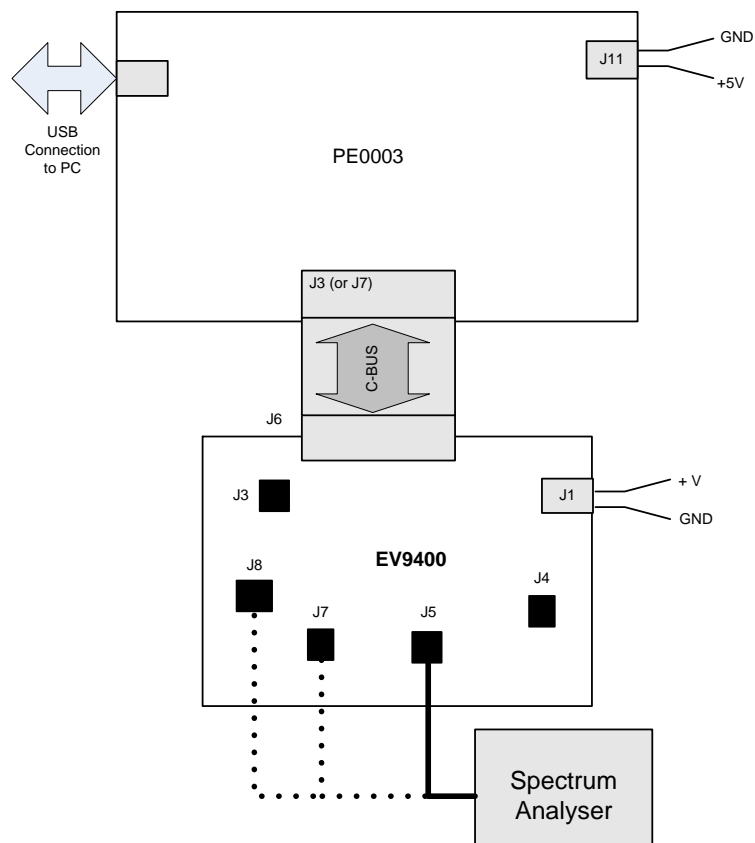 GND
J11
+5V
USB
Connection
to PC
PE0003
J3 (or J7)
C-BUS
J6
J3
J1
+ V
GND
EV9400
J8
J4
J7
J5
Spectrum
Analyser